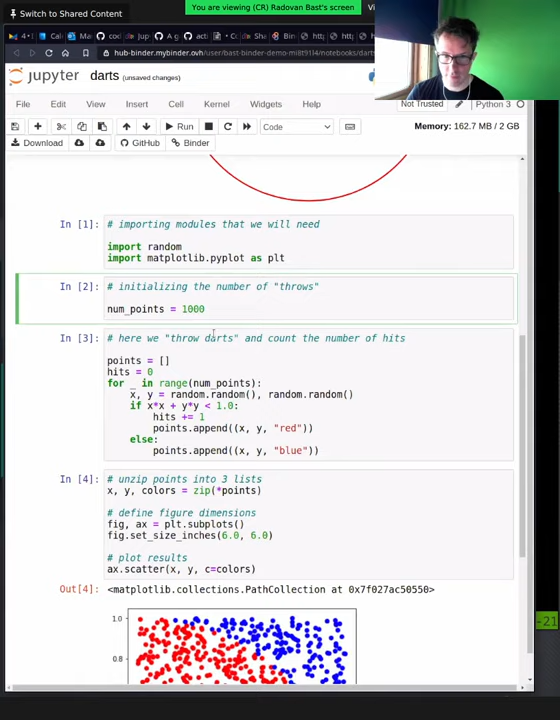 Switch to Shared Content
You are viewing (CR) Radovan Bast's screen
hub-binder.mybinder.ovh/user/bast-binder-demo-mi8t91l4/notebooks/darts
jupyter darts (unsaved changes)
File Edit View Insert Cell Kernel Widgets Help
Not Trusted Python 3
Run Code Memory: 162.7 MB / 2 GB
Download GitHub Binder
In [1]: # importing modules that we will need
import random
import matplotlib.pyplot as plt
In [2]: # initializing the number of "throws"
num_points = 1000
In [3]: # here we "throw darts" and count the number of hits
points = []
hits = 0
for _ in range(num_points):
x, y = random.random(), random.random()
if x*x + y*y < 1.0:
hits += 1
points.append((x, y, "red"))
else:
points.append((x, y, "blue"))
In [4]: # unzip points into 3 lists
x, y, colors = zip(*points)
# define figure dimensions
fig, ax = plt.subplots()
fig.set_size_inches(6.0, 6.0)
# plot results
ax.scatter(x, y, c=colors)
Out[4]: <matplotlib.collections.PathCollection at 0x7f027ac50550>
1.0
0.8
-21